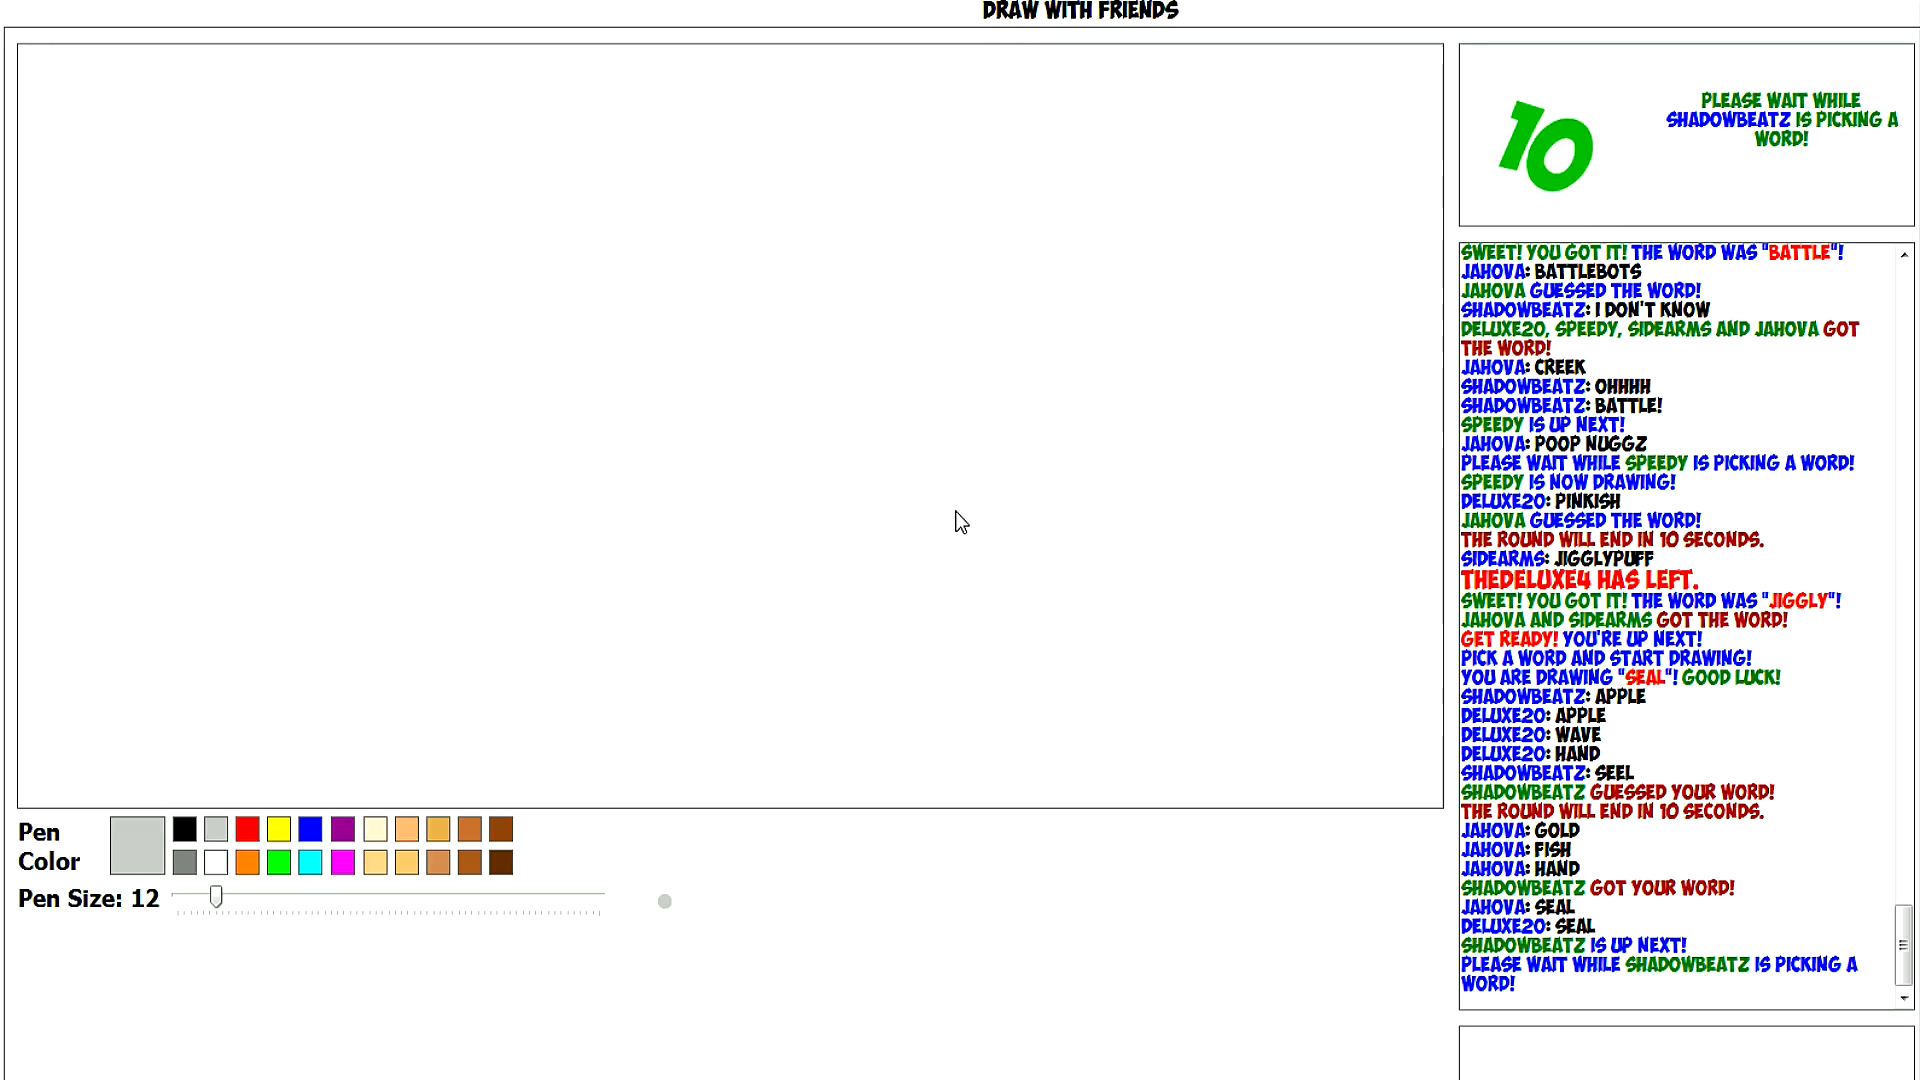 DRAW WITH FRIENDS
10
PLEASE WAIT WHILE
SHADOWBEATZ IS PICKING A
WORD!
SWEET! YOU GOT IT! THE WORD WAS "BATTLE"!
JAHOVA: BATTLEBOTS
JAHOVA GUESSED THE WORD!
SHADOWBEATZ: I DON'T KNOW
DELUXE20, SPEEDY, SIDEARMS AND JAHOVA GOT
THE WORD!
JAHOVA: CREEK
SHADOWBEATZ: OHHHH
SHADOWBEATZ: BATTLE!
SPEEDY IS UP NEXT!
JAHOVA: POOP NUGGZ
PLEASE WAIT WHILE SPEEDY IS PICKING A WORD!
SPEEDY IS NOW DRAWING!
DELUXE20: PINKISH
JAHOVA GUESSED THE WORD!
THE ROUND WILL END IN 10 SECONDS.
SIDEARMS: JIGGLYPUFF
THEDELUXE4 HAS LEFT.
SWEET! YOU GOT IT! THE WORD WAS "JIGGLY"!
JAHOVA AND SIDEARMS GOT THE WORD!
GET READY! YOU'RE UP NEXT!
PICK A WORD AND START DRAWING!
YOU ARE DRAWING "SEAL"! GOOD LUCK!
SHADOWBEATZ: APPLE
DELUXE20: APPLE
DELUXE20: WAVE
DELUXE20: HAND
SHADOWBEATZ: SEEL
SHADOWBEATZ GUESSED YOUR WORD!
THE ROUND WILL END IN 10 SECONDS.
JAHOVA: GOLD
JAHOVA: FISH
JAHOVA: HAND
SHADOWBEATZ GOT YOUR WORD!
JAHOVA: SEAL
DELUXE20: SEAL
SHADOWBEATZ IS UP NEXT!
PLEASE WAIT WHILE SHADOWBEATZ IS PICKING A
WORD!
Pen
Color
Pen Size: 12